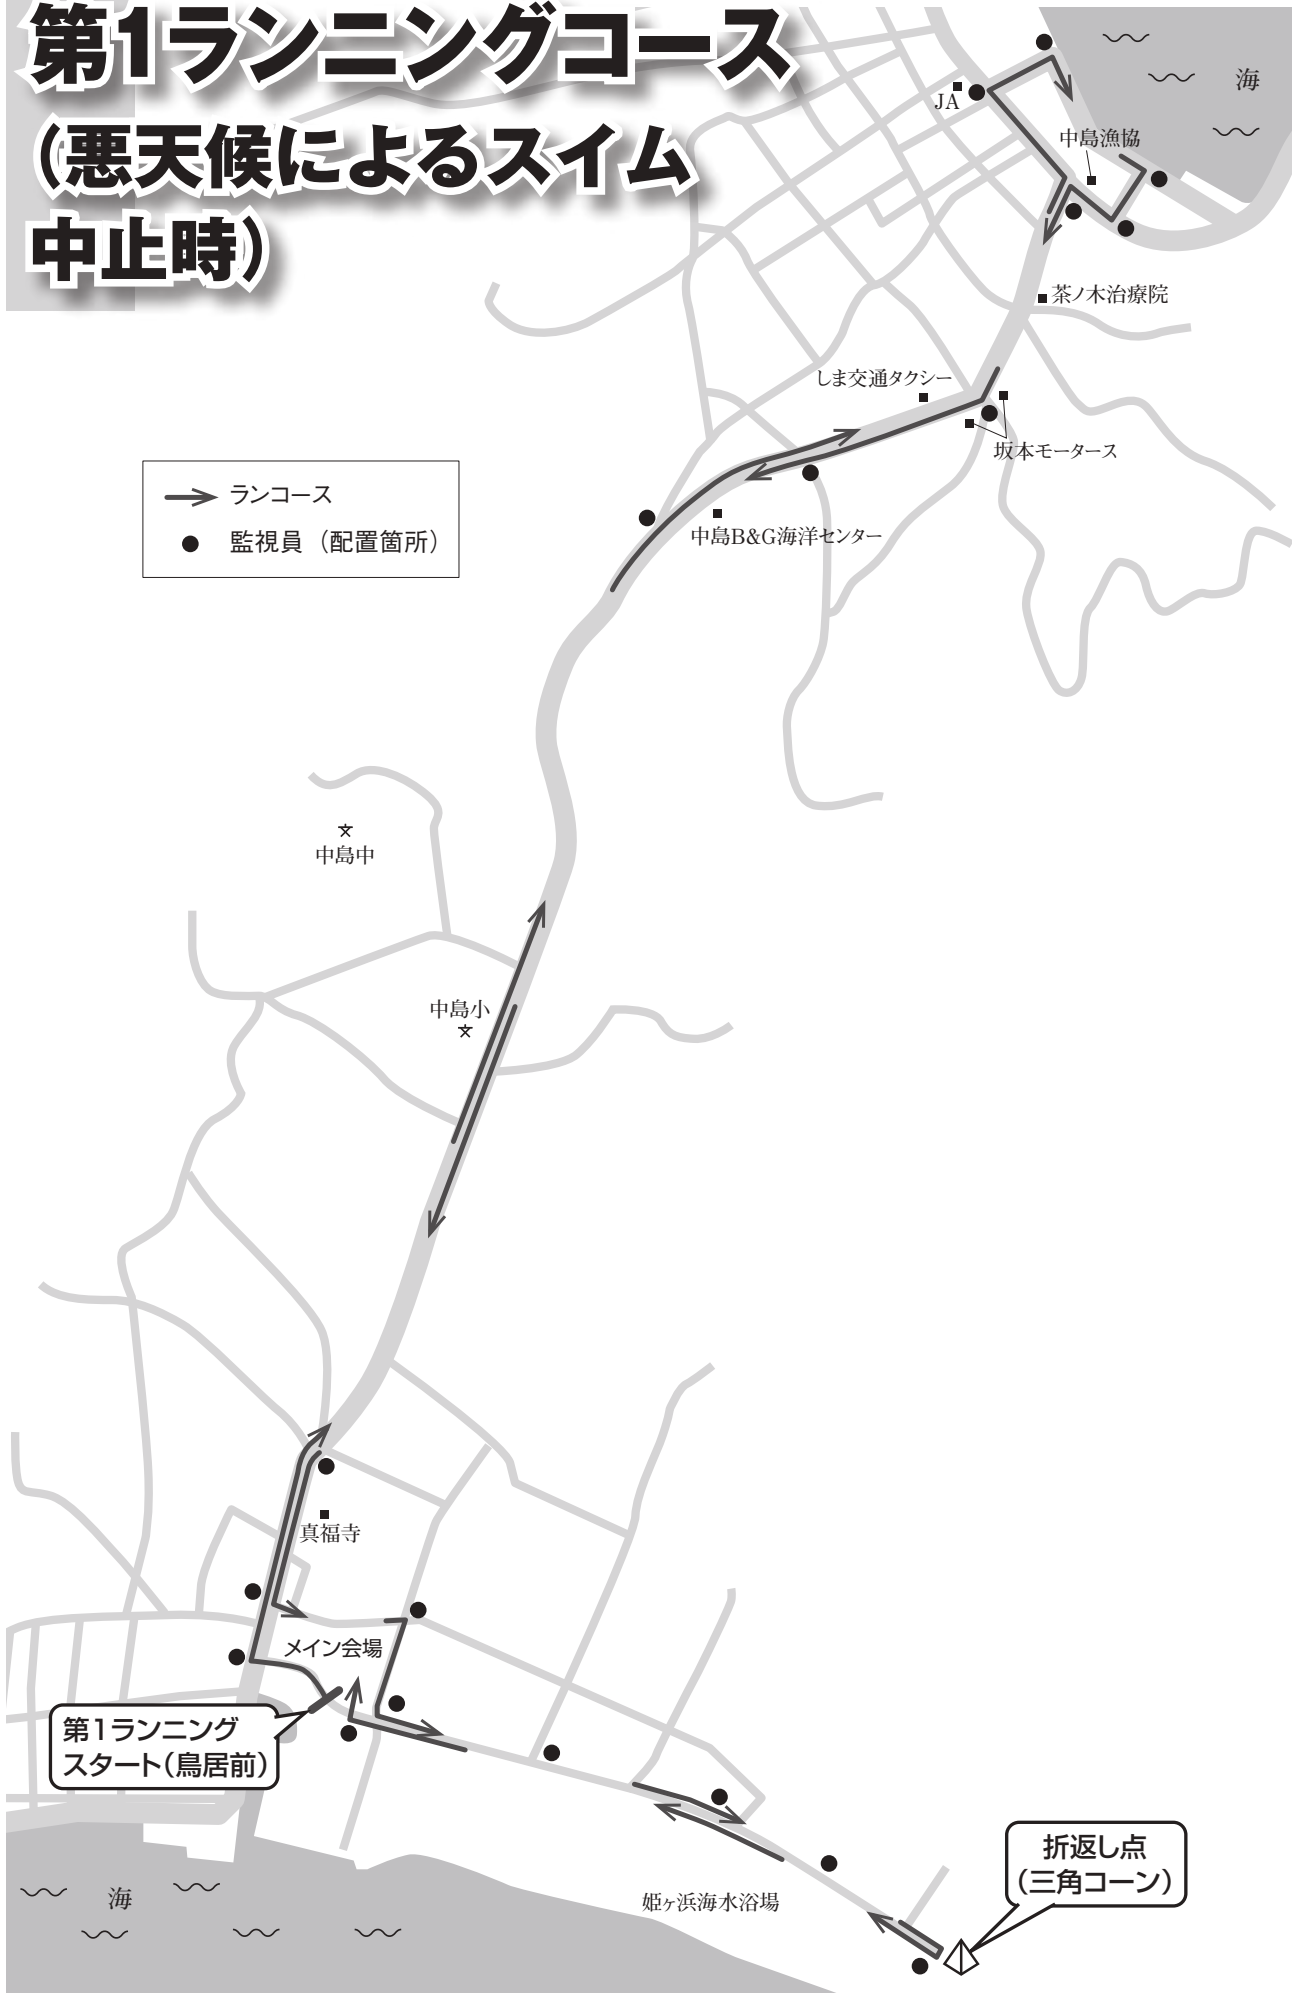 第1ランニングコース
(悪天候によるスイム
中止時)
海
JA
中島漁協
茶ノ木治療院
しま交通タクシー
坂本モータース
ランコース
監視員（配置箇所）
中島B&G海洋センター
中島中
中島小
真福寺
メイン会場
第1ランニング
スタート(鳥居前)
折返し点
(三角コーン)
海
姫ヶ浜海水浴場